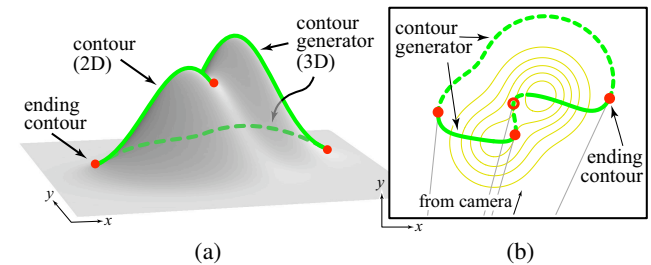 contour
(2D)
contour
generator
(3D)
ending
contour
y
x
(a)
contour
generator
ending
contour
from camera
y
x
(b)